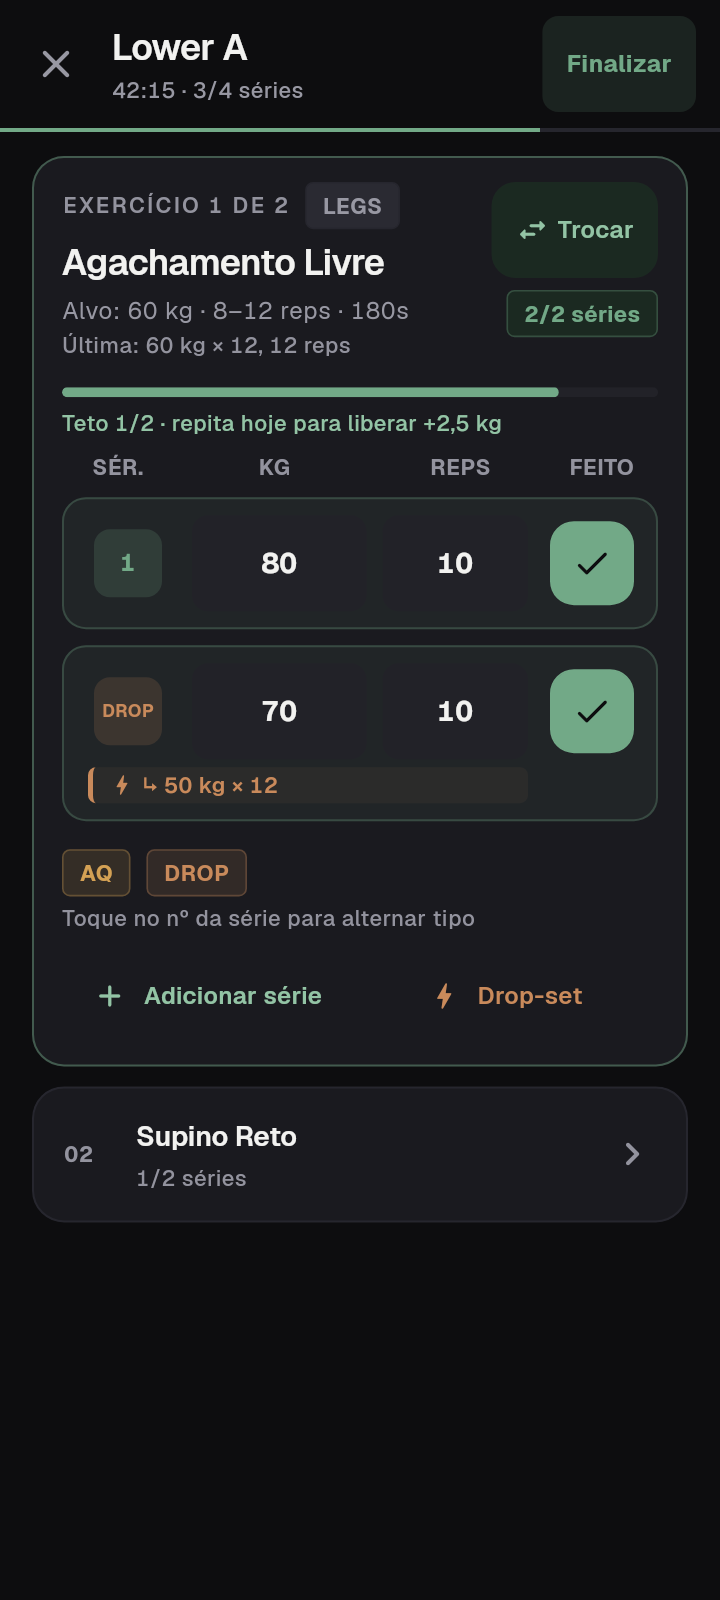 Lower A
42:15 · 3/4 séries
Finalizar
EXERCÍCIO 1 DE 2
LEGS
Trocar
Agachamento Livre
Alvo: 60 kg · 8–12 reps · 180s
2/2 séries
Última: 60 kg × 12, 12 reps
Teto 1/2 · repita hoje para liberar +2,5 kg
SÉR. KG REPS FEITO
1 80 10
DROP 70 10
↳ 50 kg × 12
AQ DROP
Toque no nº da série para alternar tipo
+ Adicionar série
Drop-set
02
Supino Reto
1/2 séries